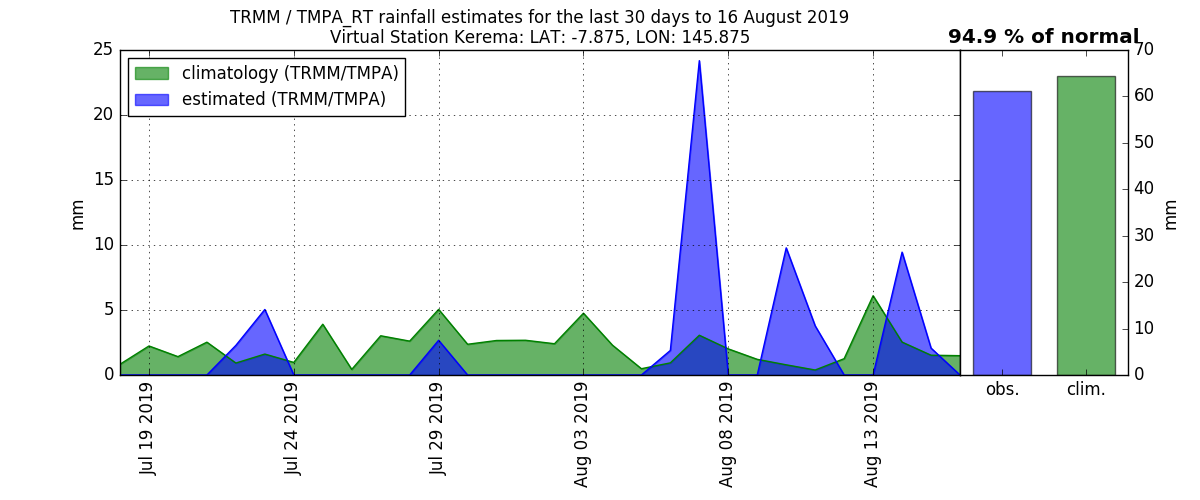 TRMM / TMPA_RT rainfall estimates for the last 30 days to 16 August 2019
Virtual Station Kerema: LAT: -7.875, LON: 145.875
94.9 % of normal
climatology (TRMM/TMPA)
estimated (TRMM/TMPA)
25
20
15
10
5
0
mm
Jul 19 2019
Jul 24 2019
Jul 29 2019
Aug 03 2019
Aug 08 2019
Aug 13 2019
70
60
50
40
30
20
10
0
mm
obs.
clim.